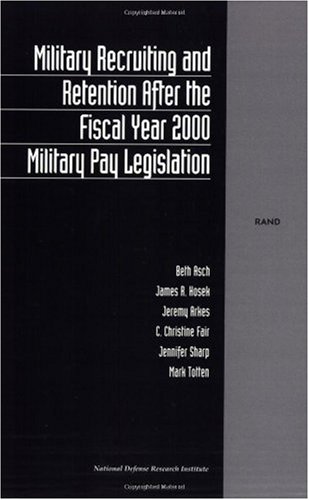 Military Recruiting and
Retention After the
Fiscal Year 2000
Military Pay Legislation
RAND
Beth Asch
James R. Hosek
Jeremy Arkes
C. Christine Fair
Jennifer Sharp
Mark Totten
National Defense Research Institute